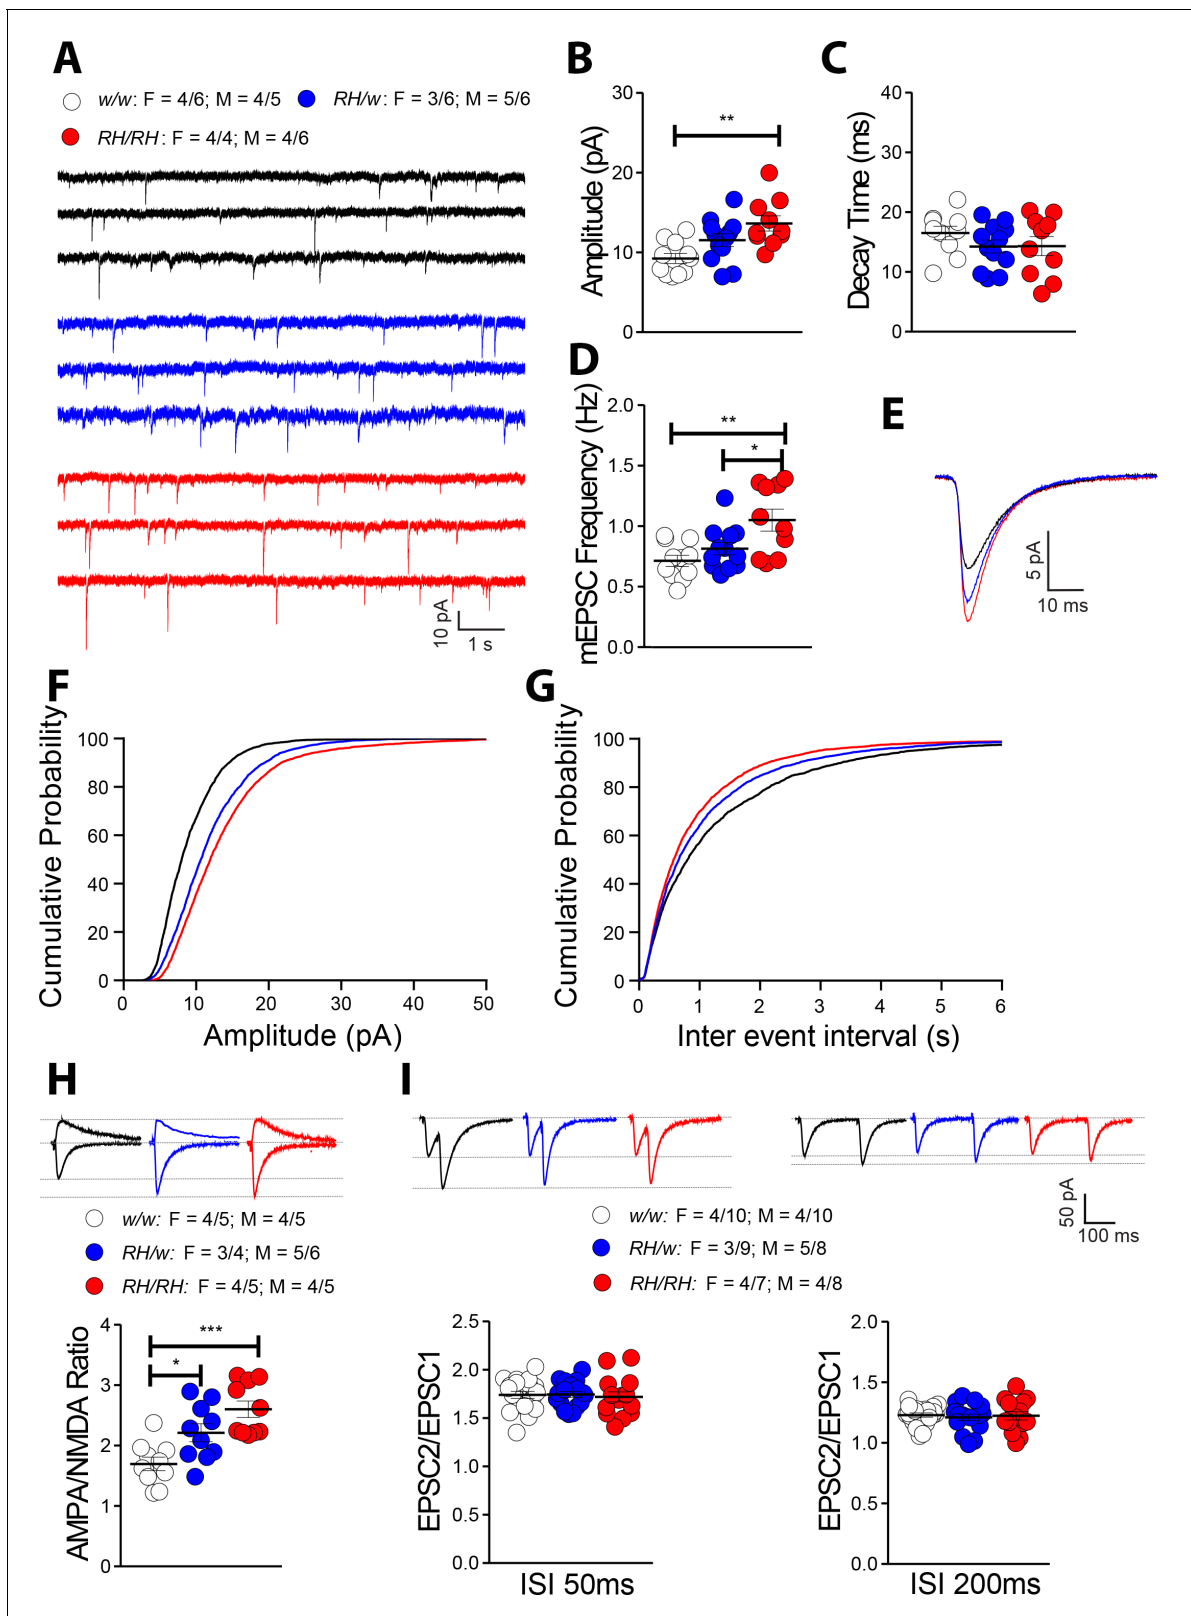 A
w/w: F = 4/6; M = 4/5
RH/w: F = 3/6; M = 5/6
RH/RH: F = 4/4; M = 4/6
10 pA
1 s
B
Amplitude (pA)
30
20
10
0
**
C
Decay Time (ms)
40
30
20
10
0
D
mEPSC Frequency (Hz)
2.0
1.5
1.0
0.5
0.0
**
*
E
5 pA
10 ms
F
Cumulative Probability
100
80
60
40
20
0
0 10 20 30 40 50
Amplitude (pA)
G
Cumulative Probability
100
80
60
40
20
0
0 1 2 3 4 5 6
Inter event interval (s)
H
w/w: F = 4/5; M = 4/5
RH/w: F = 3/4; M = 5/6
RH/RH: F = 4/5; M = 4/5
AMPA/NMDA Ratio
4
3
2
1
0
***
*
I
50 pA
100 ms
w/w: F = 4/10; M = 4/10
RH/w: F = 3/9; M = 5/8
RH/RH: F = 4/7; M = 4/8
EPSC2/EPSC1
2.5
2.0
1.5
1.0
0.5
0.0
ISI 50ms
EPSC2/EPSC1
2.0
1.5
1.0
0.5
0.0
ISI 200ms